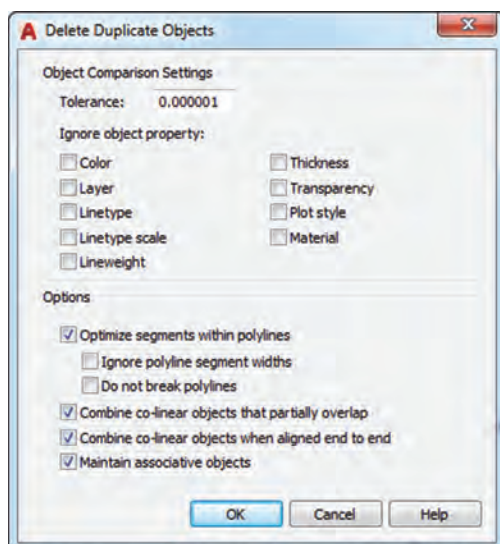 A Delete Duplicate Objects
Object Comparison Settings
Tolerance: 0.000001
Ignore object property:
Color
Layer
Linetype
Linetype scale
Lineweight
Thickness
Transparency
Plot style
Material
Options
Optimize segments within polylines
Ignore polyline segment widths
Do not break polylines
Combine co-linear objects that partially overlap
Combine co-linear objects when aligned end to end
Maintain associative objects
OK Cancel Help